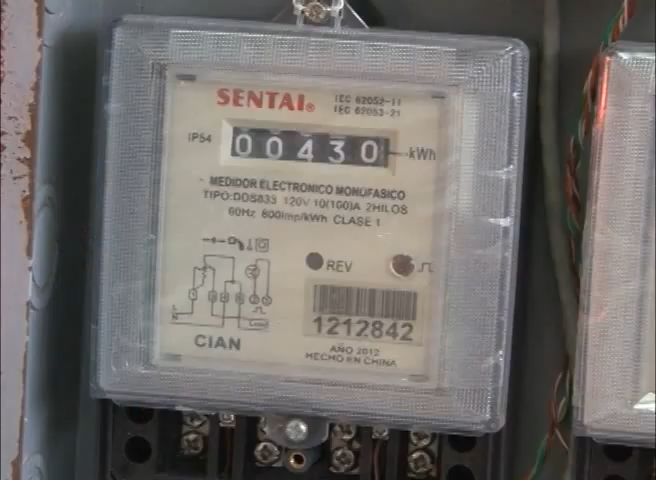 SENTAI®
IEC 62052-11
IEC 62053-21
IP54
00430 kWh
MEDIDOR ELECTRONICO MONOFASICO
TIPO:DDS833 120V 10(100)A 2HILOS
60Hz 800imp/kWh CLASE 1
REV
1212842
CIAN
AÑO 2012
HECHO EN CHINA